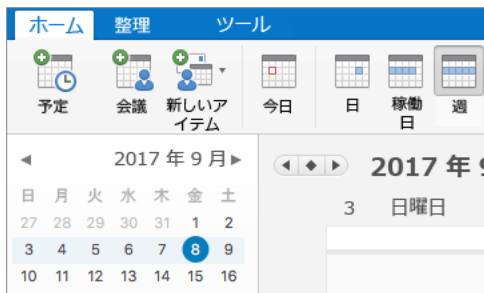 ホーム 整理 ツール
予定 会議 新しいア
イテム 今日 日 稼働
日 週
2017 年 9 月
日 月 火 水 木 金 土
27 28 29 30 31 1 2
3 4 5 6 7 8 9
10 11 12 13 14 15 16
2017 年
3 日曜日